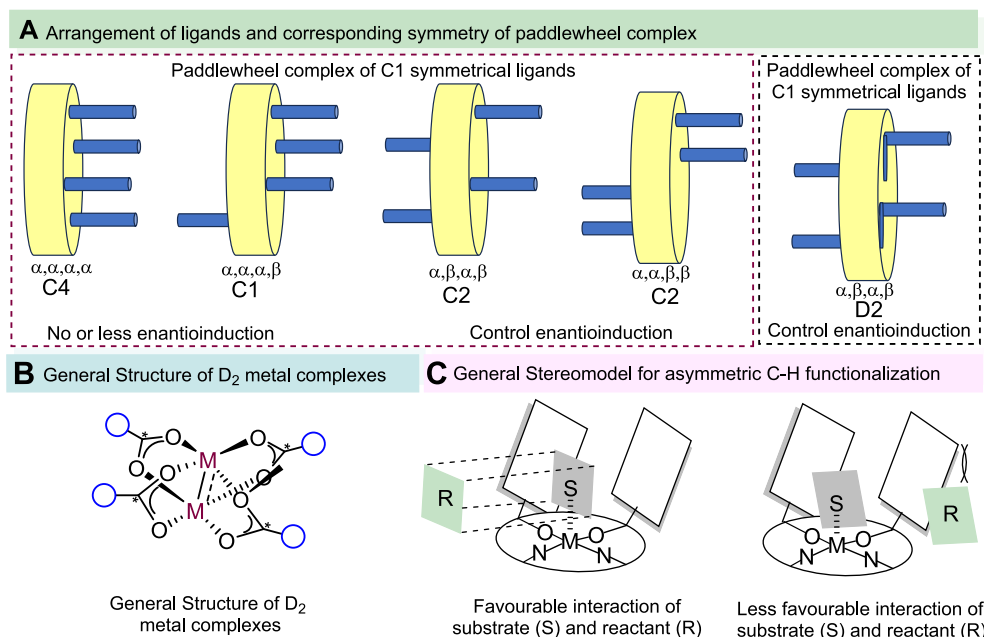 A Arrangement of ligands and corresponding symmetry of paddlewheel complex
Paddlewheel complex of C1 symmetrical ligands
α,α,α,α
C4
α,α,α,β
C1
α,β,α,β
C2
α,α,β,β
C2
No or less enantioinduction
Control enantioinduction
Paddlewheel complex of
C1 symmetrical ligands
α,β,α,β
D2
Control enantioinduction
B General Structure of D2 metal complexes
* O O *
O M O
* O O
M
O O *
General Structure of D2
metal complexes
C General Stereomodel for asymmetric C-H functionalization
R
S
O M O
N N
Favourable interaction of
substrate (S) and reactant (R)
S
R
O M O
N N
Less favourable interaction of
substrate (S) and reactant (R)